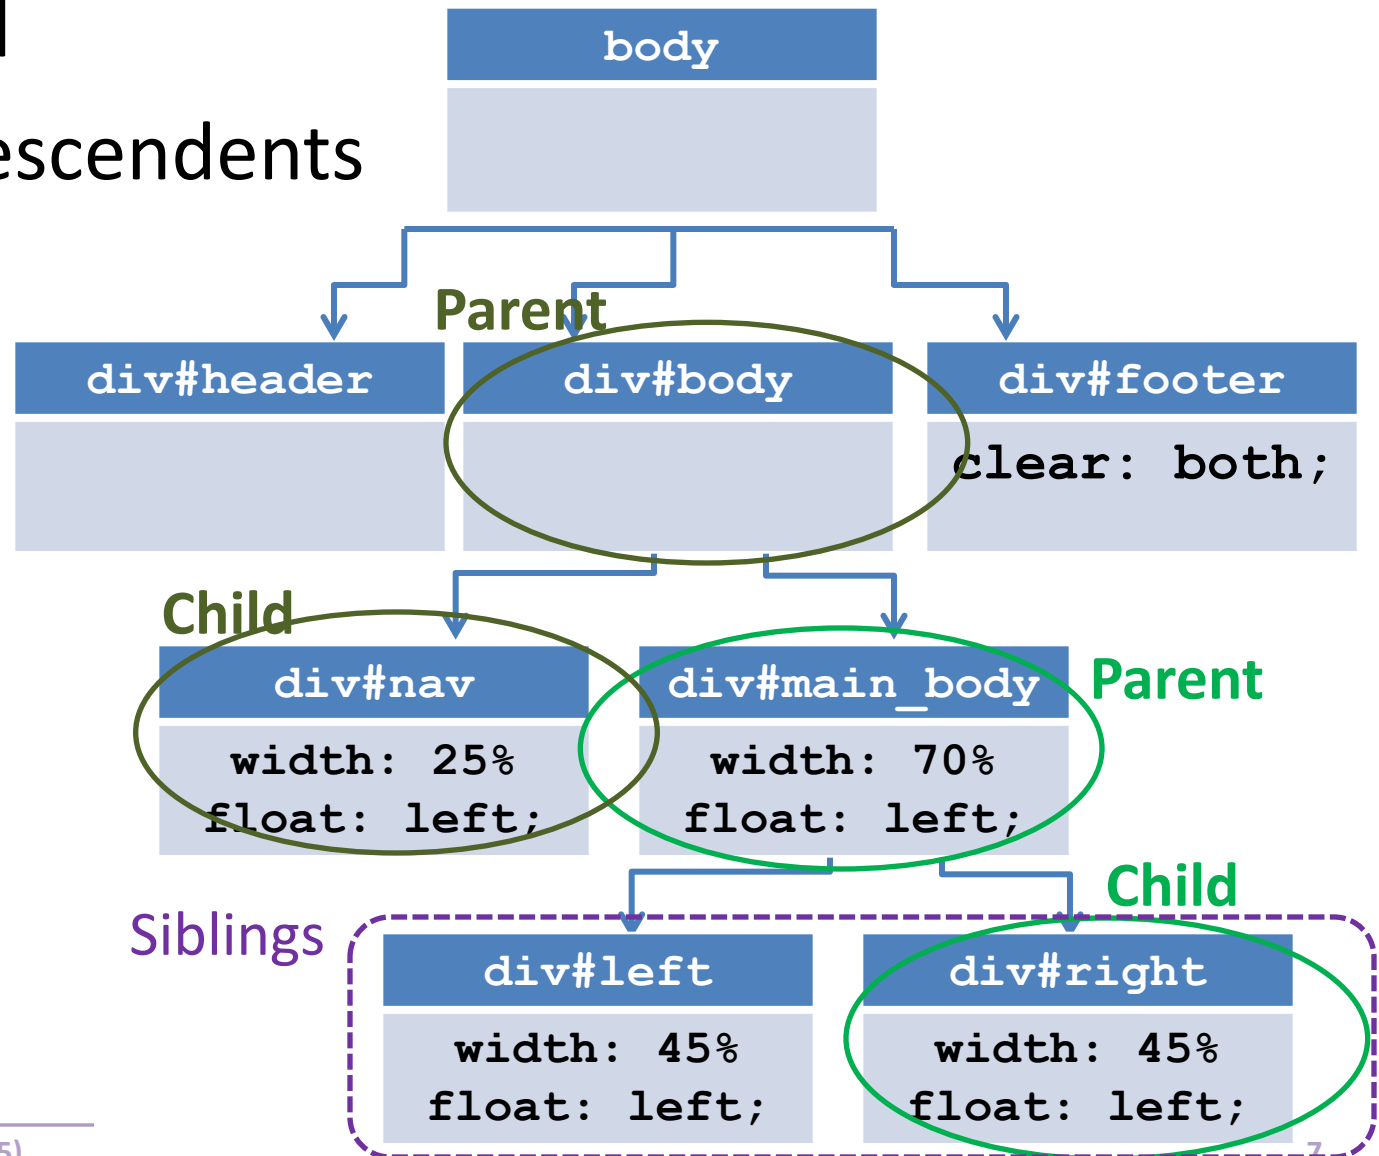 body
escendents
Parent
div#header
div#body
div#footer
clear: both;
Child
div#nav
div#main_body
Parent
width: 25%
float: left;
width: 70%
float: left;
Child
Siblings
div#left
div#right
width: 45%
float: left;
width: 45%
float: left;
5)
7